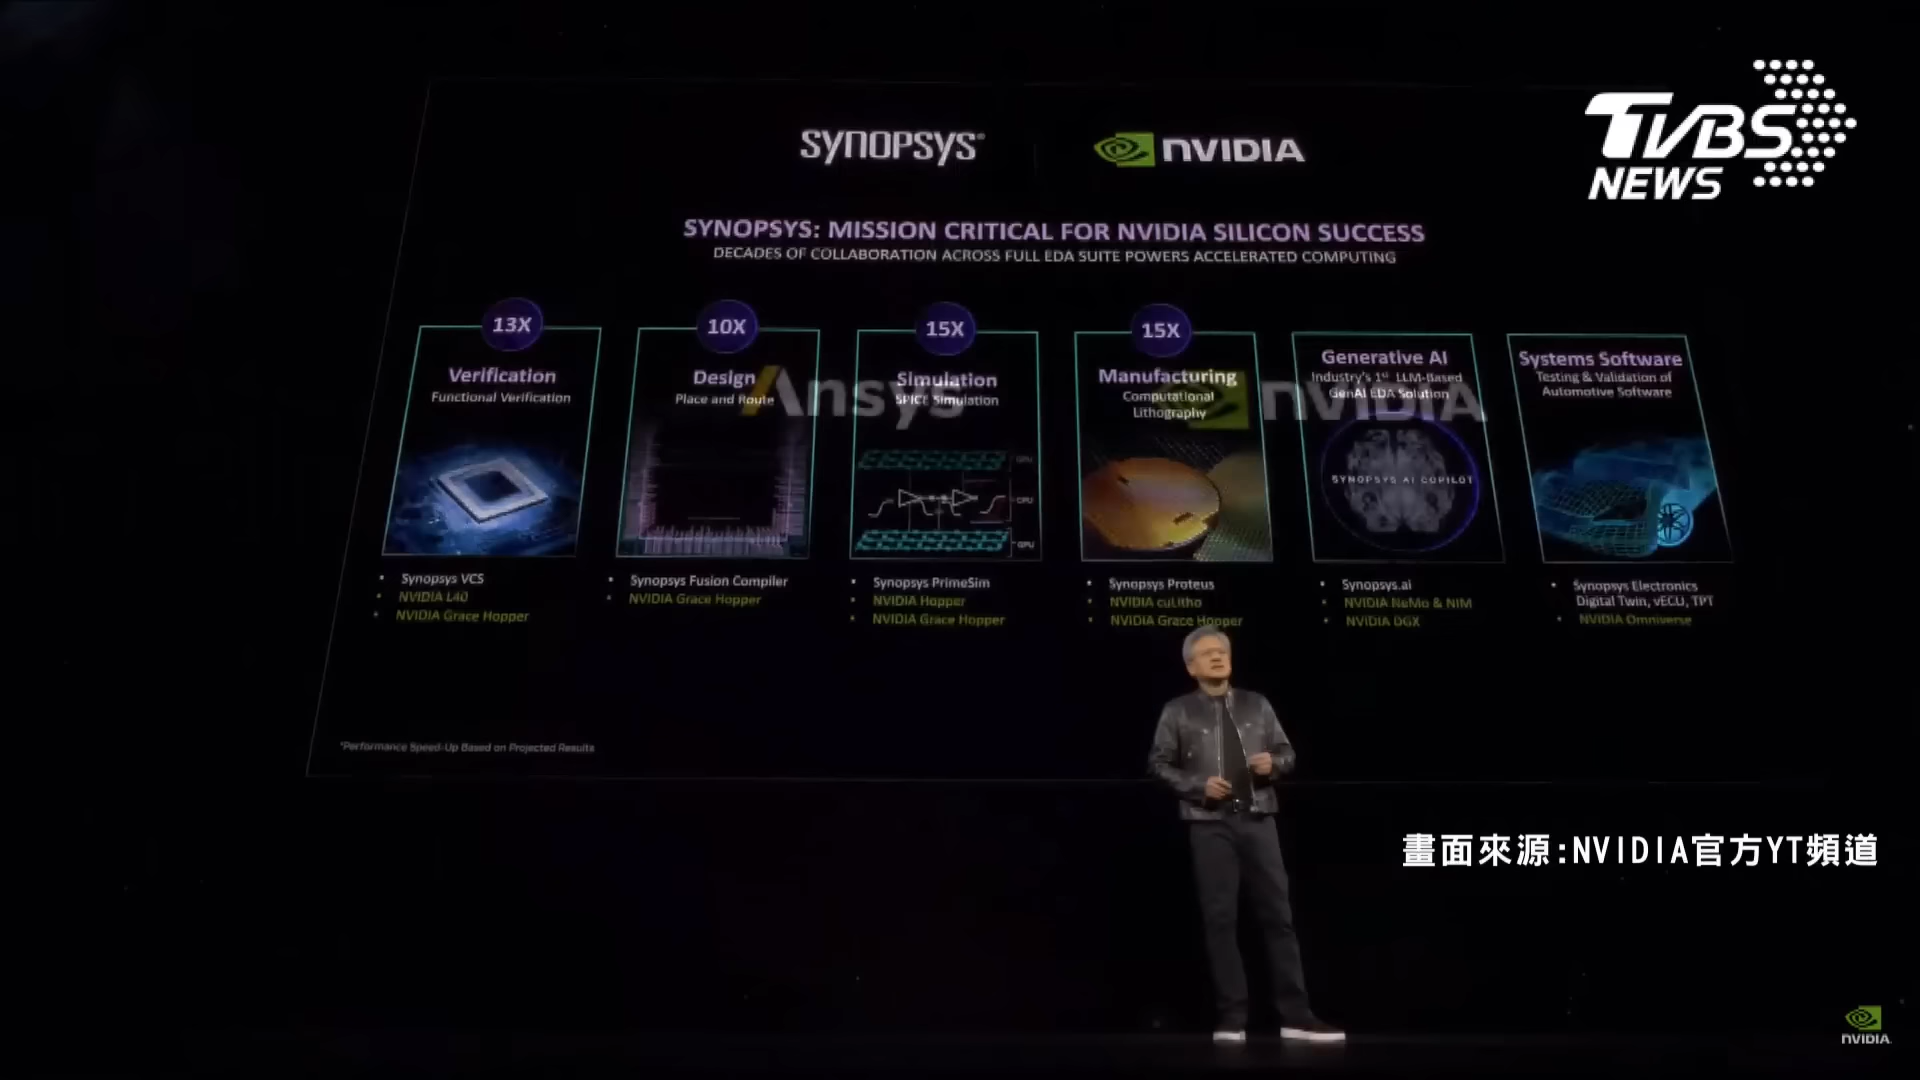 TVBS
NEWS
SYNOPSYS®
NVIDIA
SYNOPSYS: MISSION CRITICAL FOR NVIDIA SILICON SUCCESS
DECADES OF COLLABORATION ACROSS FULL EDA SUITE POWERS ACCELERATED COMPUTING
13X
Verification
Functional Verification
• Synopsys VCS
• NVIDIA L40
• NVIDIA Grace Hopper
10X
Design
Place and Route
• Synopsys Fusion Compiler
• NVIDIA Grace Hopper
15X
Simulation
SPICE Simulation
GPU
CPU
GPU
• Synopsys PrimeSim
• NVIDIA Hopper
• NVIDIA Grace Hopper
15X
Manufacturing
Computational
Lithography
• Synopsys Proteus
• NVIDIA cuLitho
• NVIDIA Grace Hopper
Generative AI
Industry's 1st LLM-Based
GenAI EDA Solution
SYNOPSYS AI COPILOT
• Synopsys.ai
• NVIDIA NeMo & NIM
• NVIDIA DGX
Systems Software
Testing & Validation of
Automotive Software
• Synopsys Electronics
Digital Twin, vECU, TPT
• NVIDIA Omniverse
Ansys
NVIDIA
*Performance Speed-Up Based on Projected Results
畫面來源:NVIDIA官方YT頻道
NVIDIA.